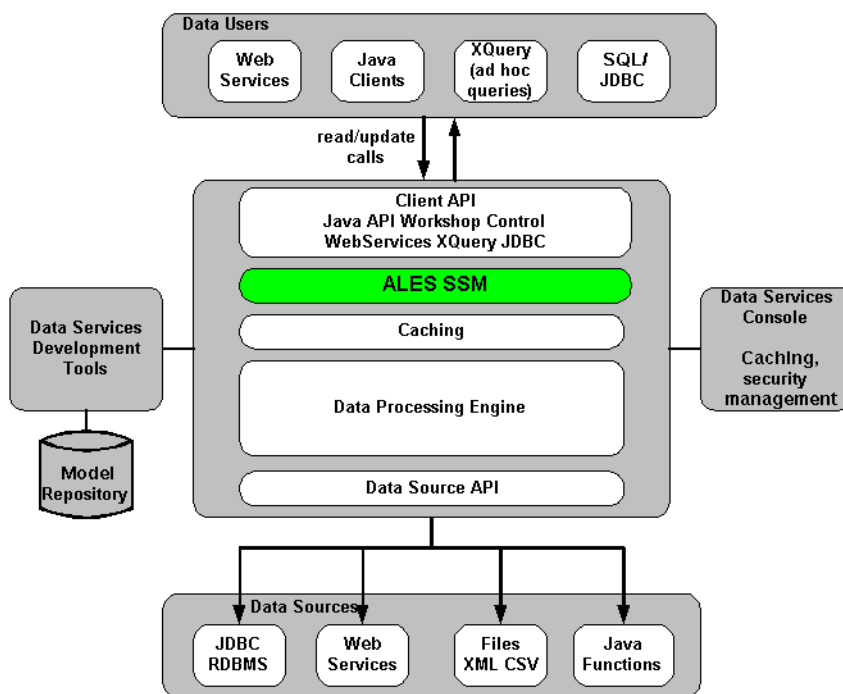 Data Users
Web
Services
Java
Clients
XQuery
(ad hoc
queries)
SQL/
JDBC
read/update
calls
Client API
Java API Workshop Control
WebServices XQuery JDBC
ALES SSM
Caching
Data Processing Engine
Data Source API
Data Services
Development
Tools
Model
Repository
Data Services
Console
Caching,
security
management
Data Sources
JDBC
RDBMS
Web
Services
Files
XML CSV
Java
Functions